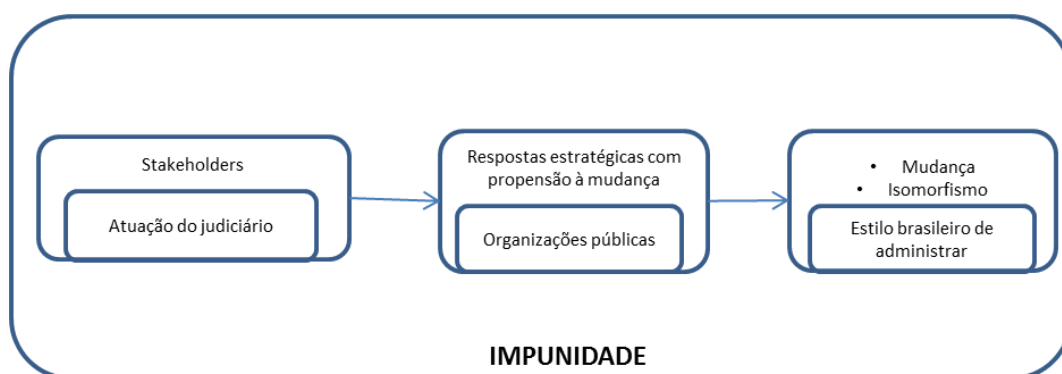 Stakeholders
Atuação do judiciário
Respostas estratégicas com
propensão à mudança
Organizações públicas
• Mudança
• Isomorfismo
Estilo brasileiro de
administrar
IMPUNIDADE